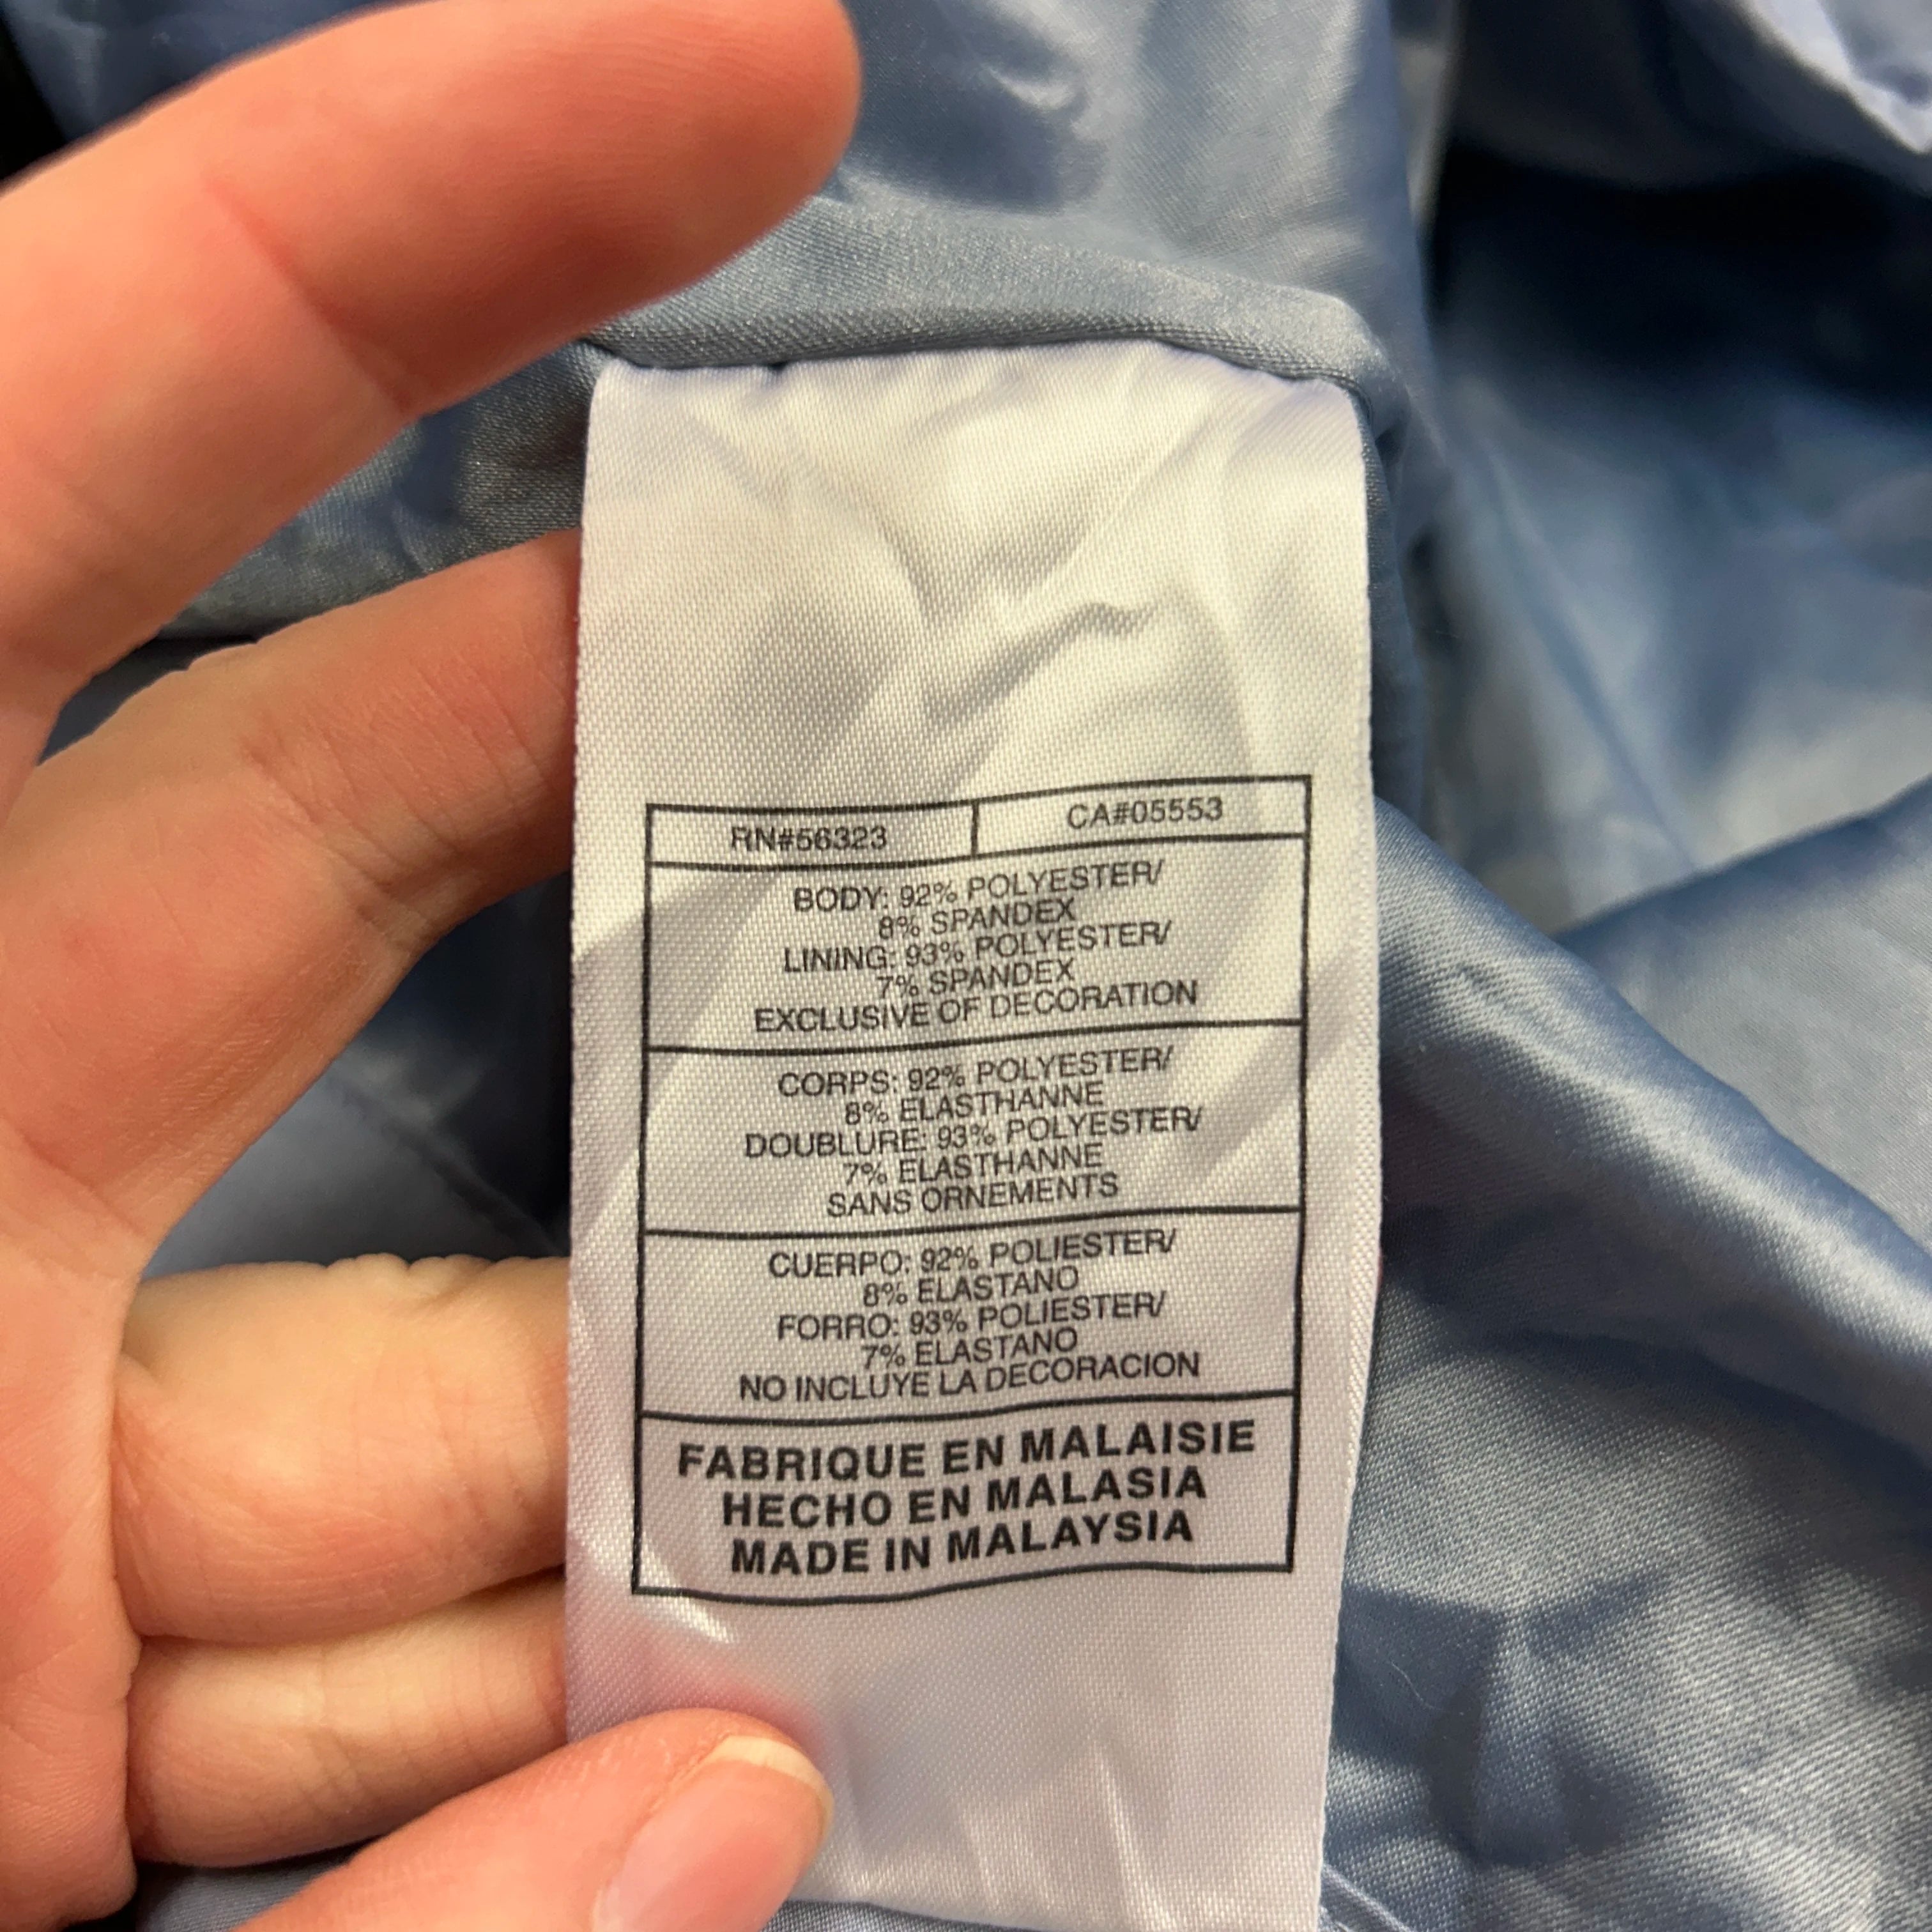 RN#56323 CA#05553
BODY: 92% POLYESTER/
8% SPANDEX
LINING: 93% POLYESTER/
7% SPANDEX
EXCLUSIVE OF DECORATION
CORPS: 92% POLYESTER/
8% ELASTHANNE
DOUBLURE: 93% POLYESTER/
7% ELASTHANNE
SANS ORNEMENTS
CUERPO: 92% POLIESTER/
8% ELASTANO
FORRO: 93% POLIESTER/
7% ELASTANO
NO INCLUYE LA DECORACION
FABRIQUE EN MALAISIE
HECHO EN MALASIA
MADE IN MALAYSIA